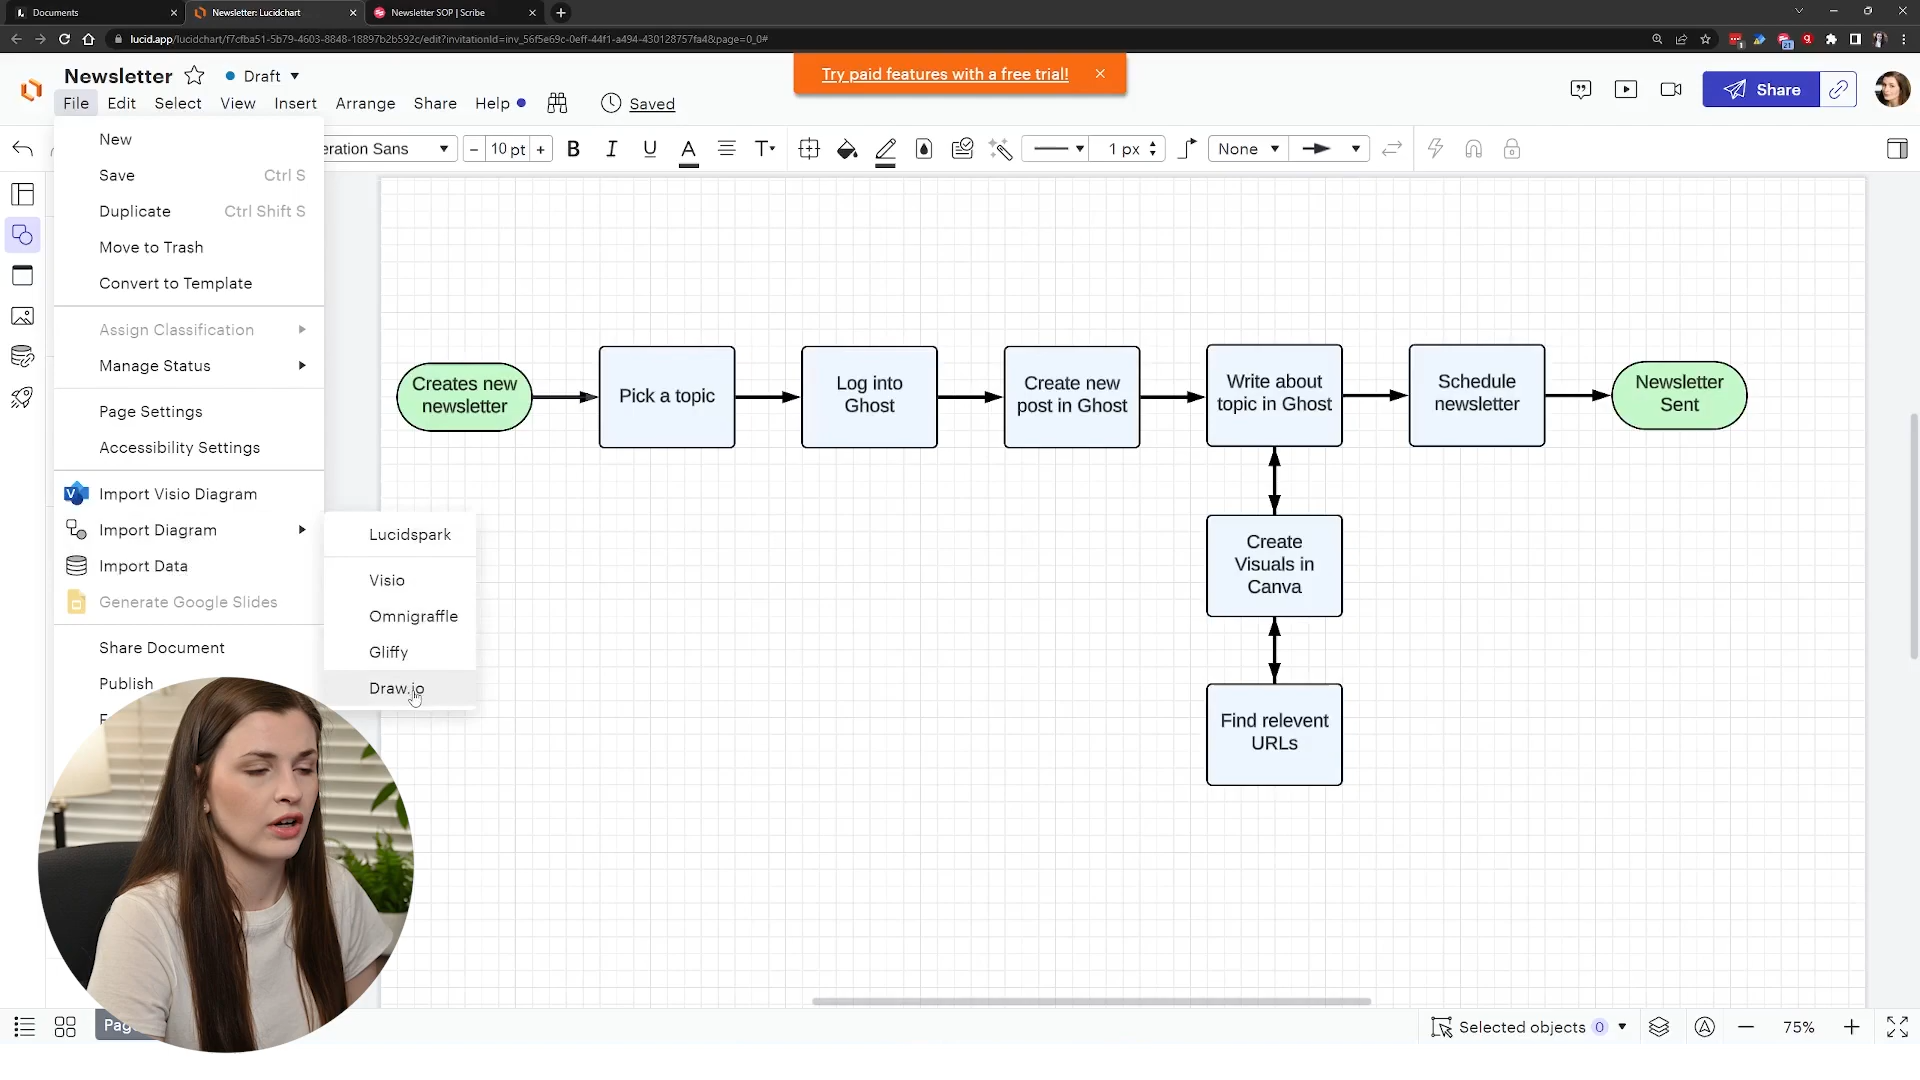 Documents
Newsletter: Lucidchart
Newsletter SOP | Scribe
lucid.app/lucidchart/f7cfba51-5b79-4603-8848-18897b2b592c/edit?invitationId=inv_56f5e69c-0eff-44f1-a494-430128757fa4&page=0_0#
Newsletter
Draft
Try paid features with a free trial!
Share
File Edit Select View Insert Arrange Share Help
Saved
eration Sans
10 pt
B I U A T
1 px
None
New
Save Ctrl S
Duplicate Ctrl Shift S
Move to Trash
Convert to Template
Assign Classification
Manage Status
Page Settings
Accessibility Settings
Import Visio Diagram
Import Diagram
Import Data
Generate Google Slides
Share Document
Publish
Lucidspark
Visio
Omnigraffle
Gliffy
Draw.io
Creates new
newsletter
Pick a topic
Log into
Ghost
Create new
post in Ghost
Write about
topic in Ghost
Schedule
newsletter
Newsletter
Sent
Create
Visuals in
Canva
Find relevent
URLs
Selected objects 0
75%